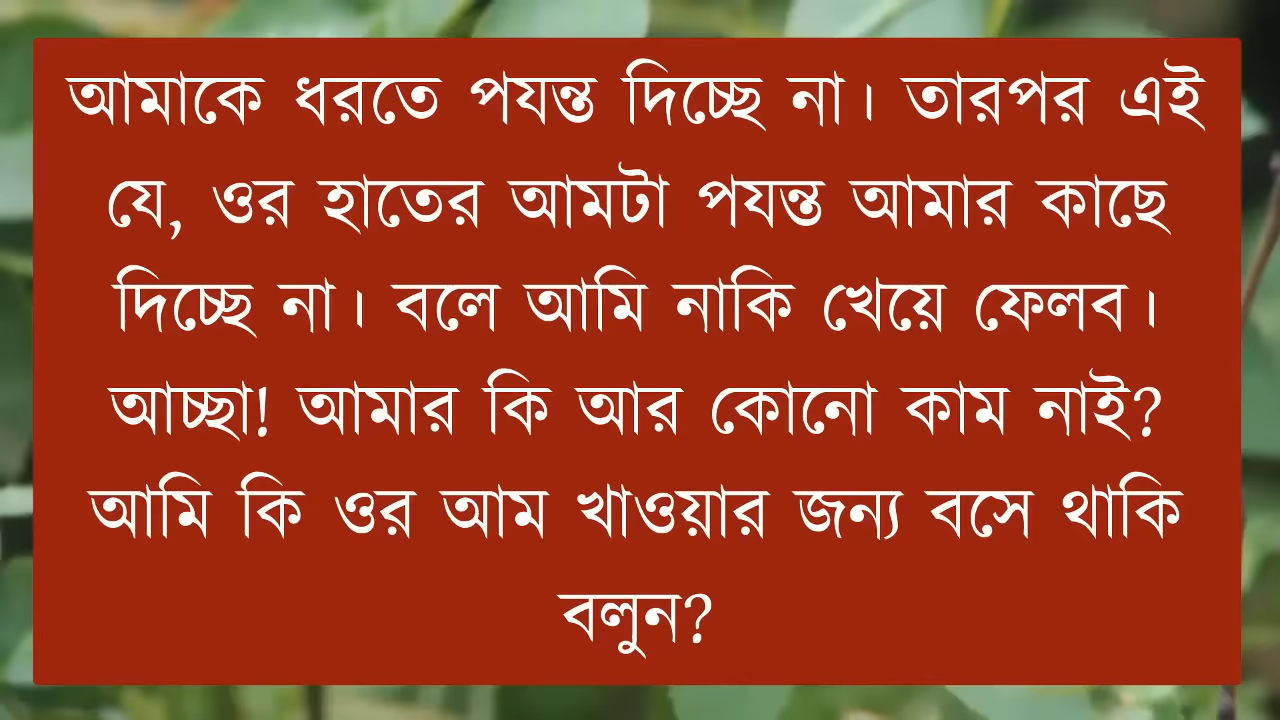 আমাকে ধরতে পযন্ত দিচ্ছে না। তারপর এই
যে, ওর হাতের আমটা পযন্ত আমার কাছে
দিচ্ছে না। বলে আমি নাকি খেয়ে ফেলব।
আচ্ছা! আমার কি আর কোনো কাম নাই?
আমি কি ওর আম খাওয়ার জন্য বসে থাকি
বলুন?